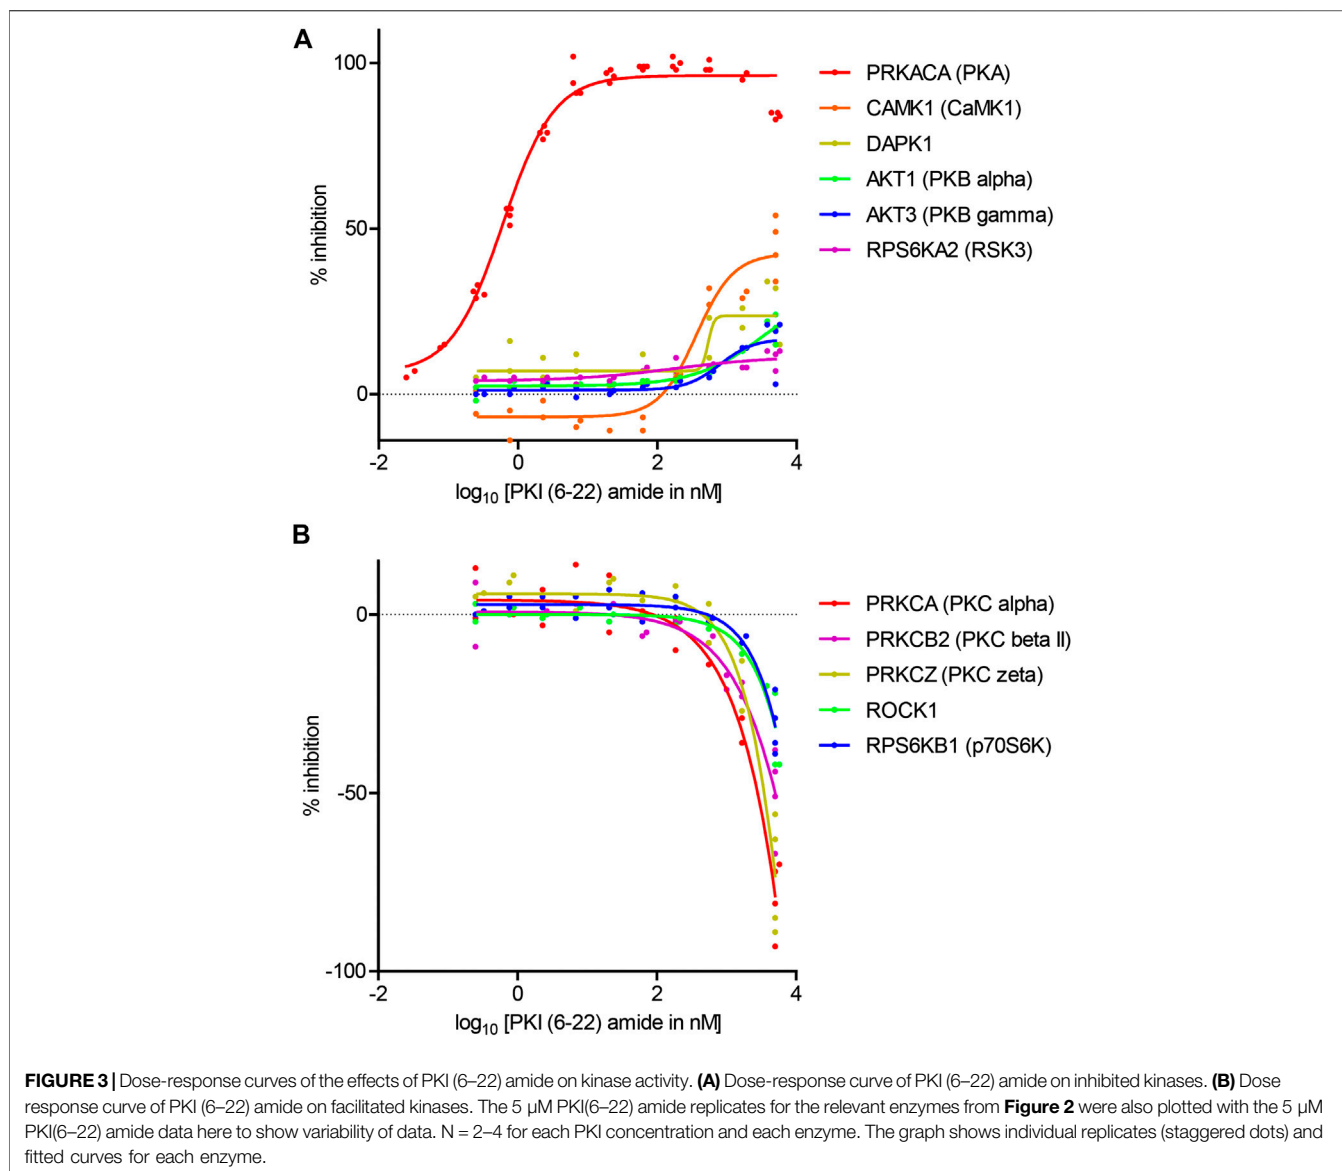 A
100
50
0
% inhibition
-2
0
2
4
log10 [PKI (6-22) amide in nM]
PRKACA (PKA)
CAMK1 (CaMK1)
DAPK1
AKT1 (PKB alpha)
AKT3 (PKB gamma)
RPS6KA2 (RSK3)
B
0
-50
-100
% inhibition
-2
0
2
4
log10 [PKI (6-22) amide in nM]
PRKCA (PKC alpha)
PRKCB2 (PKC beta II)
PRKCZ (PKC zeta)
ROCK1
RPS6KB1 (p70S6K)
FIGURE 3 | Dose-response curves of the effects of PKI (6–22) amide on kinase activity. (A) Dose-response curve of PKI (6–22) amide on inhibited kinases. (B) Dose
response curve of PKI (6–22) amide on facilitated kinases. The 5 µM PKI(6–22) amide replicates for the relevant enzymes from Figure 2 were also plotted with the 5 µM
PKI(6–22) amide data here to show variability of data. N = 2–4 for each PKI concentration and each enzyme. The graph shows individual replicates (staggered dots) and
fitted curves for each enzyme.